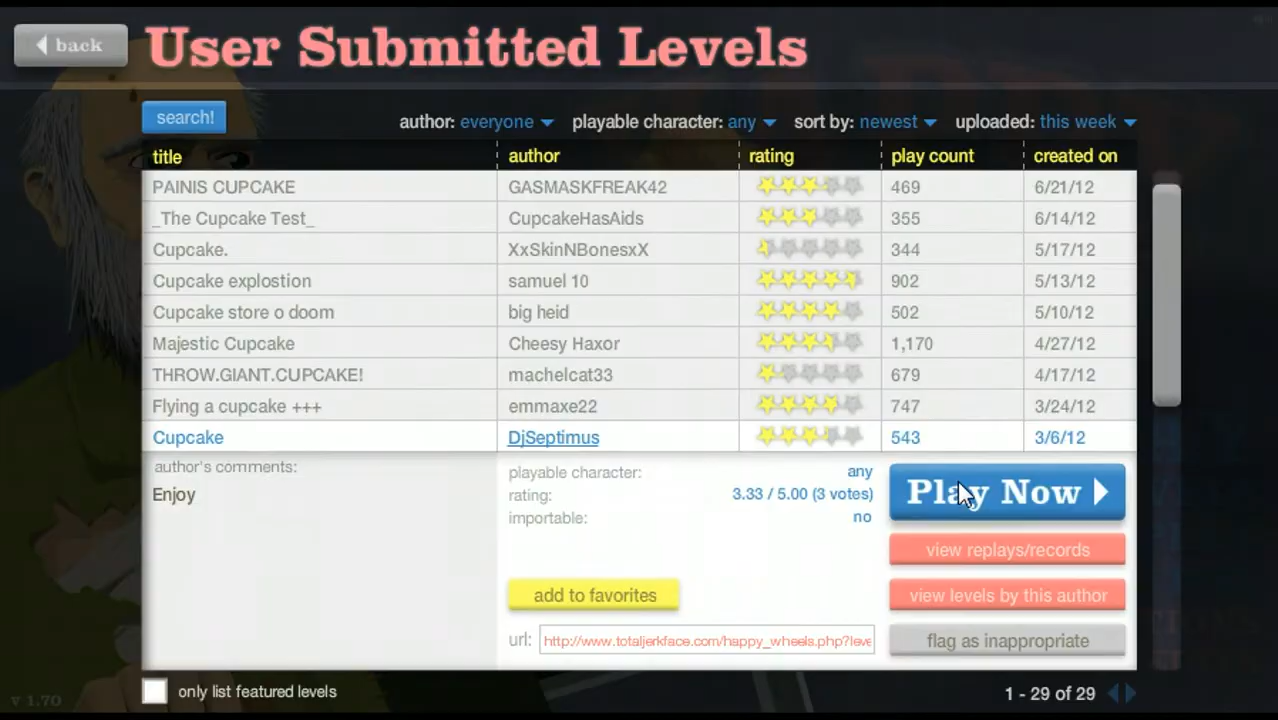 back
User Submitted Levels
search!
author: everyone playable character: any sort by: newest uploaded: this week
title author rating play count created on
PAINIS CUPCAKE GASMASKFREAK42 469 6/21/12
_The Cupcake Test_ CupcakeHasAids 355 6/14/12
Cupcake. XxSkinNBonesxX 344 5/17/12
Cupcake explostion samuel 10 902 5/13/12
Cupcake store o doom big heid 502 5/10/12
Majestic Cupcake Cheesy Haxor 1,170 4/27/12
THROW.GIANT.CUPCAKE! machelcat33 679 4/17/12
Flying a cupcake +++ emmaxe22 747 3/24/12
Cupcake DjSeptimus 543 3/6/12
author's comments:
Enjoy
playable character: any
rating: 3.33 / 5.00 (3 votes)
importable: no
Play Now
view replays/records
add to favorites
view levels by this author
url: http://www.totaljerkface.com/happy_wheels.php?leve
flag as inappropriate
only list featured levels
1 - 29 of 29
v 1.70